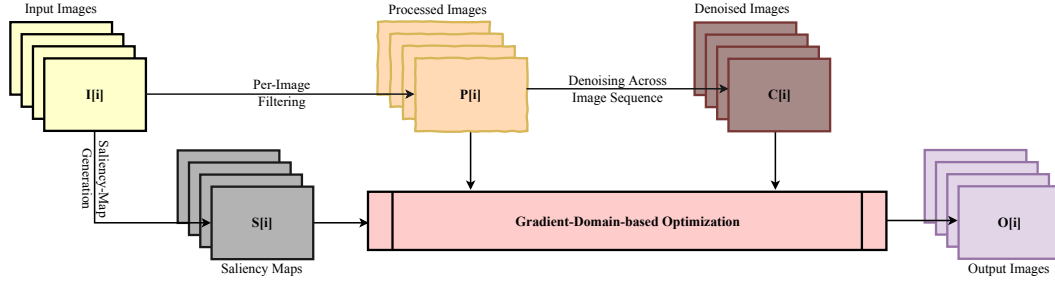 Input Images
Processed Images
Denoised Images
I[i]
Per-Image
Filtering
P[i]
Denoising Across
Image Sequence
C[i]
Saliency-Map
Generation
S[i]
Gradient-Domain-based Optimization
O[i]
Saliency Maps
Output Images